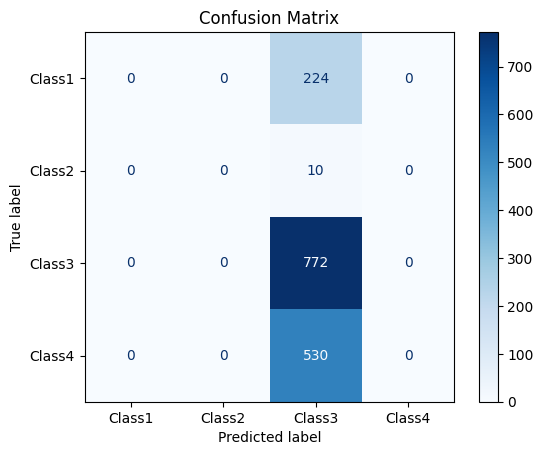 Confusion Matrix
Class1 0 0 224 0
Class2 0 0 10 0
Class3 0 0 772 0
Class4 0 0 530 0
Class1 Class2 Class3 Class4
Predicted label
True label
700
600
500
400
300
200
100
0